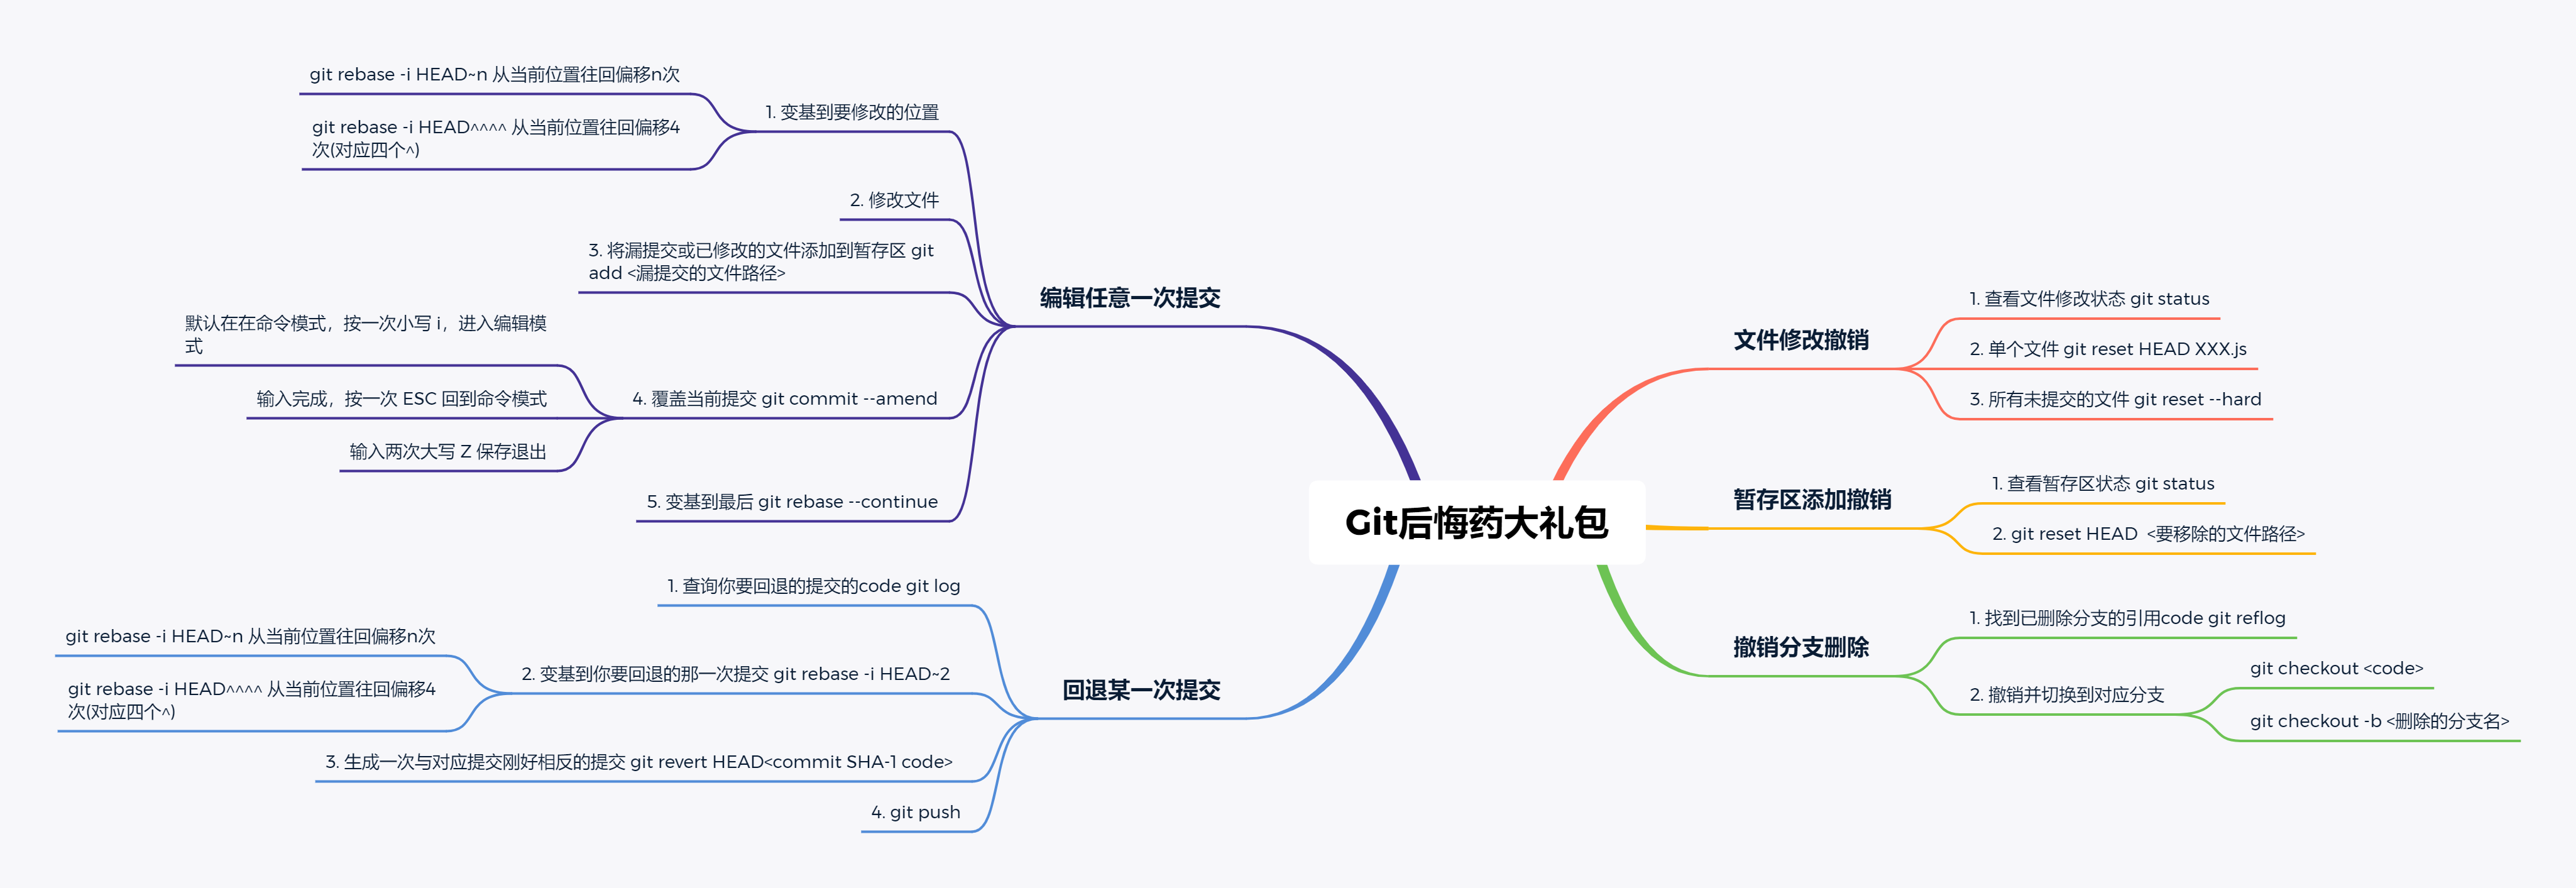 Git后悔药大礼包
编辑任意一次提交
1. 变基到要修改的位置
git rebase -i HEAD~n 从当前位置往回偏移n次
git rebase -i HEAD^^^^ 从当前位置往回偏移4
次(对应四个^)
2. 修改文件
3. 将漏提交或已修改的文件添加到暂存区 git
add <漏提交的文件路径>
4. 覆盖当前提交 git commit --amend
默认在在命令模式，按一次小写 i，进入编辑模
式
输入完成，按一次 ESC 回到命令模式
输入两次大写 Z 保存退出
5. 变基到最后 git rebase --continue
回退某一次提交
1. 查询你要回退的提交的code git log
2. 变基到你要回退的那一次提交 git rebase -i HEAD~2
git rebase -i HEAD~n 从当前位置往回偏移n次
git rebase -i HEAD^^^^ 从当前位置往回偏移4
次(对应四个^)
3. 生成一次与对应提交刚好相反的提交 git revert HEAD<commit SHA-1 code>
4. git push
文件修改撤销
1. 查看文件修改状态 git status
2. 单个文件 git reset HEAD XXX.js
3. 所有未提交的文件 git reset --hard
暂存区添加撤销
1. 查看暂存区状态 git status
2. git reset HEAD  <要移除的文件路径>
撤销分支删除
1. 找到已删除分支的引用code git reflog
2. 撤销并切换到对应分支
git checkout <code>
git checkout -b <删除的分支名>